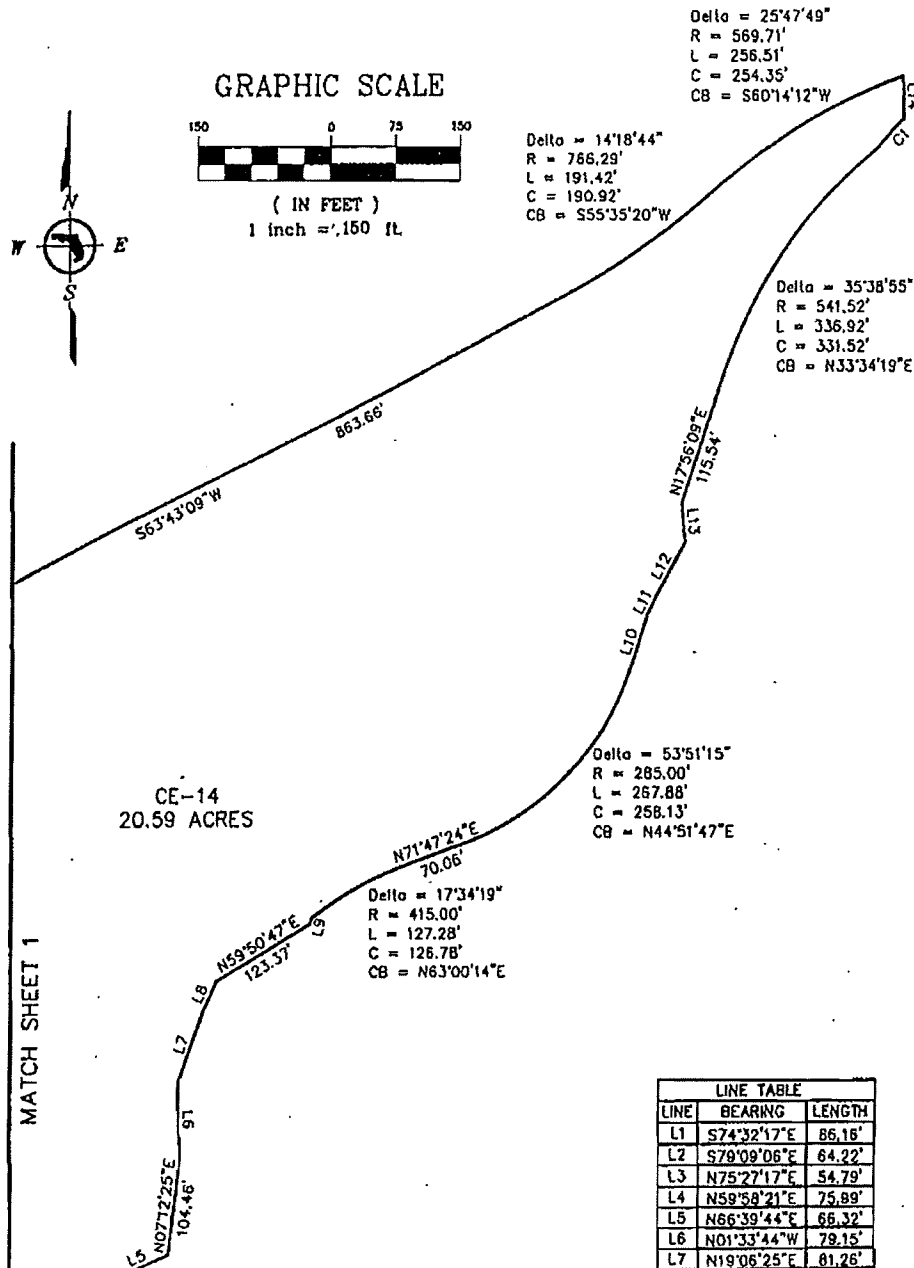 Delta = 25°47'49"
R = 569.71'
L = 256.51'
C = 254.35'
CB = S60°14'12"W
GRAPHIC SCALE
150 0 75 150
( IN FEET )
1 inch = 150 ft.
N
W E
S
Delta = 14°18'44"
R = 766.29'
L = 191.42'
C = 190.92'
CB = S55°35'20"W
C1
Delta = 35°38'55"
R = 541.52'
L = 336.92'
C = 331.52'
CB = N33°34'19"E
863.66'
S63°43'09"W
N17°56'09"E
115.54'
L13
L12
L11
L10
Delta = 53°51'15"
R = 285.00'
L = 267.88'
C = 258.13'
CB = N44°51'47"E
CE-14
20.59 ACRES
N71°47'24"E
70.06'
Delta = 17°34'19"
R = 415.00'
L = 127.28'
C = 126.78'
CB = N63°00'14"E
L9
N59°50'47"E
123.37'
L8
L7
L6
N07°12'25"E
104.46'
L5
MATCH SHEET 1
LINE TABLE
LINE BEARING LENGTH
L1 S74°32'17"E 86.16'
L2 S79°09'06"E 64.22'
L3 N75°27'17"E 54.79'
L4 N59°58'21"E 75.89'
L5 N66°39'44"E 66.32'
L6 N01°33'44"W 79.15'
L7 N19°06'25"E 81.26'